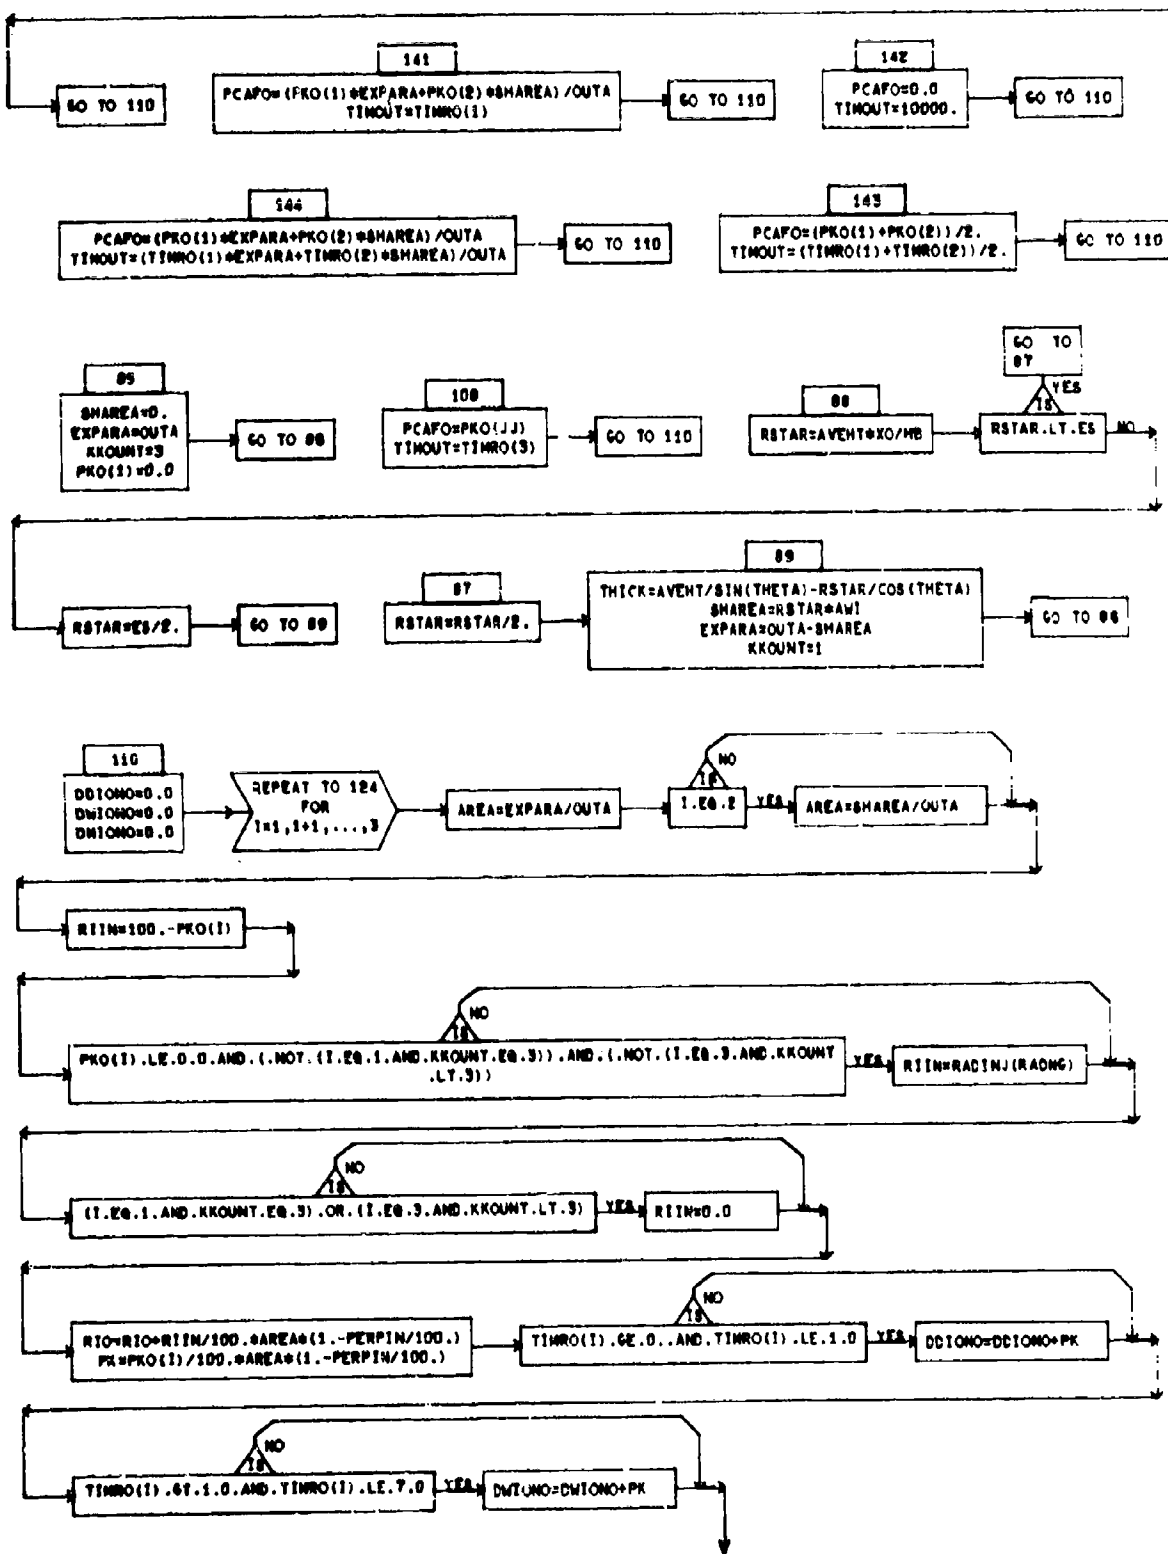 141
142
GO TO 110
PCAFO=(PKO(1)*EXPARA+PKO(2)*SHAREA)/OUTA
TIMOUT=TIMRO(1)
GO TO 110
PCAFO=0.0
TIMOUT=10000.
GO TO 110
144
143
PCAFO=(PKO(1)*EXPARA+PKO(2)*SHAREA)/OUTA
TIMOUT=(TIMRO(1)*EXPARA+TIMRO(2)*SHAREA)/OUTA
GO TO 110
PCAFO=(PKO(1)+PKO(2))/2.
TIMOUT=(TIMRO(1)+TIMRO(2))/2.
GO TO 110
85
SHAREA=0.
EXPARA=OUTA
KKOUNT=3
PKO(1)=0.0
GO TO 86
108
PCAFO=PKO(JJ)
TIMOUT=TIMRO(3)
GO TO 110
88
RSTAR=AVEHT*XO/HB
GO TO
87
YES
IS
RSTAR.LT.ES
NO
RSTAR=ES/2.
GO TO 89
87
RSTAR=RSTAR/2.
89
THICK=AVEHT/SIN(THETA)-RSTAR/COS(THETA)
SHAREA=RSTAR*AWI
EXPARA=OUTA-SHAREA
KKOUNT=1
GO TO 86
110
DDIONO=0.0
DWIONO=0.0
DMIONO=0.0
REPEAT TO 124
FOR
I=1,I+1,...,3
AREA=EXPARA/OUTA
NO
IS
I.EQ.2
YES
AREA=SHAREA/OUTA
RIIN=100.-PKO(I)
NO
IS
PKO(I).LE.0.0.AND.(.NOT.(I.EQ.1.AND.KKOUNT.EQ.3)).AND.(.NOT.(I.EQ.3.AND.KKOUNT
.LT.3))
YES
RIIN=RADINJ(RADNG)
NO
IS
(I.EQ.1.AND.KKOUNT.EQ.3).OR.(I.EQ.3.AND.KKOUNT.LT.3)
YES
RIIN=0.0
RIO=RIO+RIIN/100.*AREA*(1.-PERPIN/100.)
PK=PKO(I)/100.*AREA*(1.-PERPIN/100.)
NO
IS
TIMRO(I).GE.0..AND.TIMRO(I).LE.1.0
YES
DDIONO=DDIONO+PK
NO
IS
TIMRO(I).GT.1.0.AND.TIMRO(I).LE.7.0
YES
DWIONO=DWIONO+PK